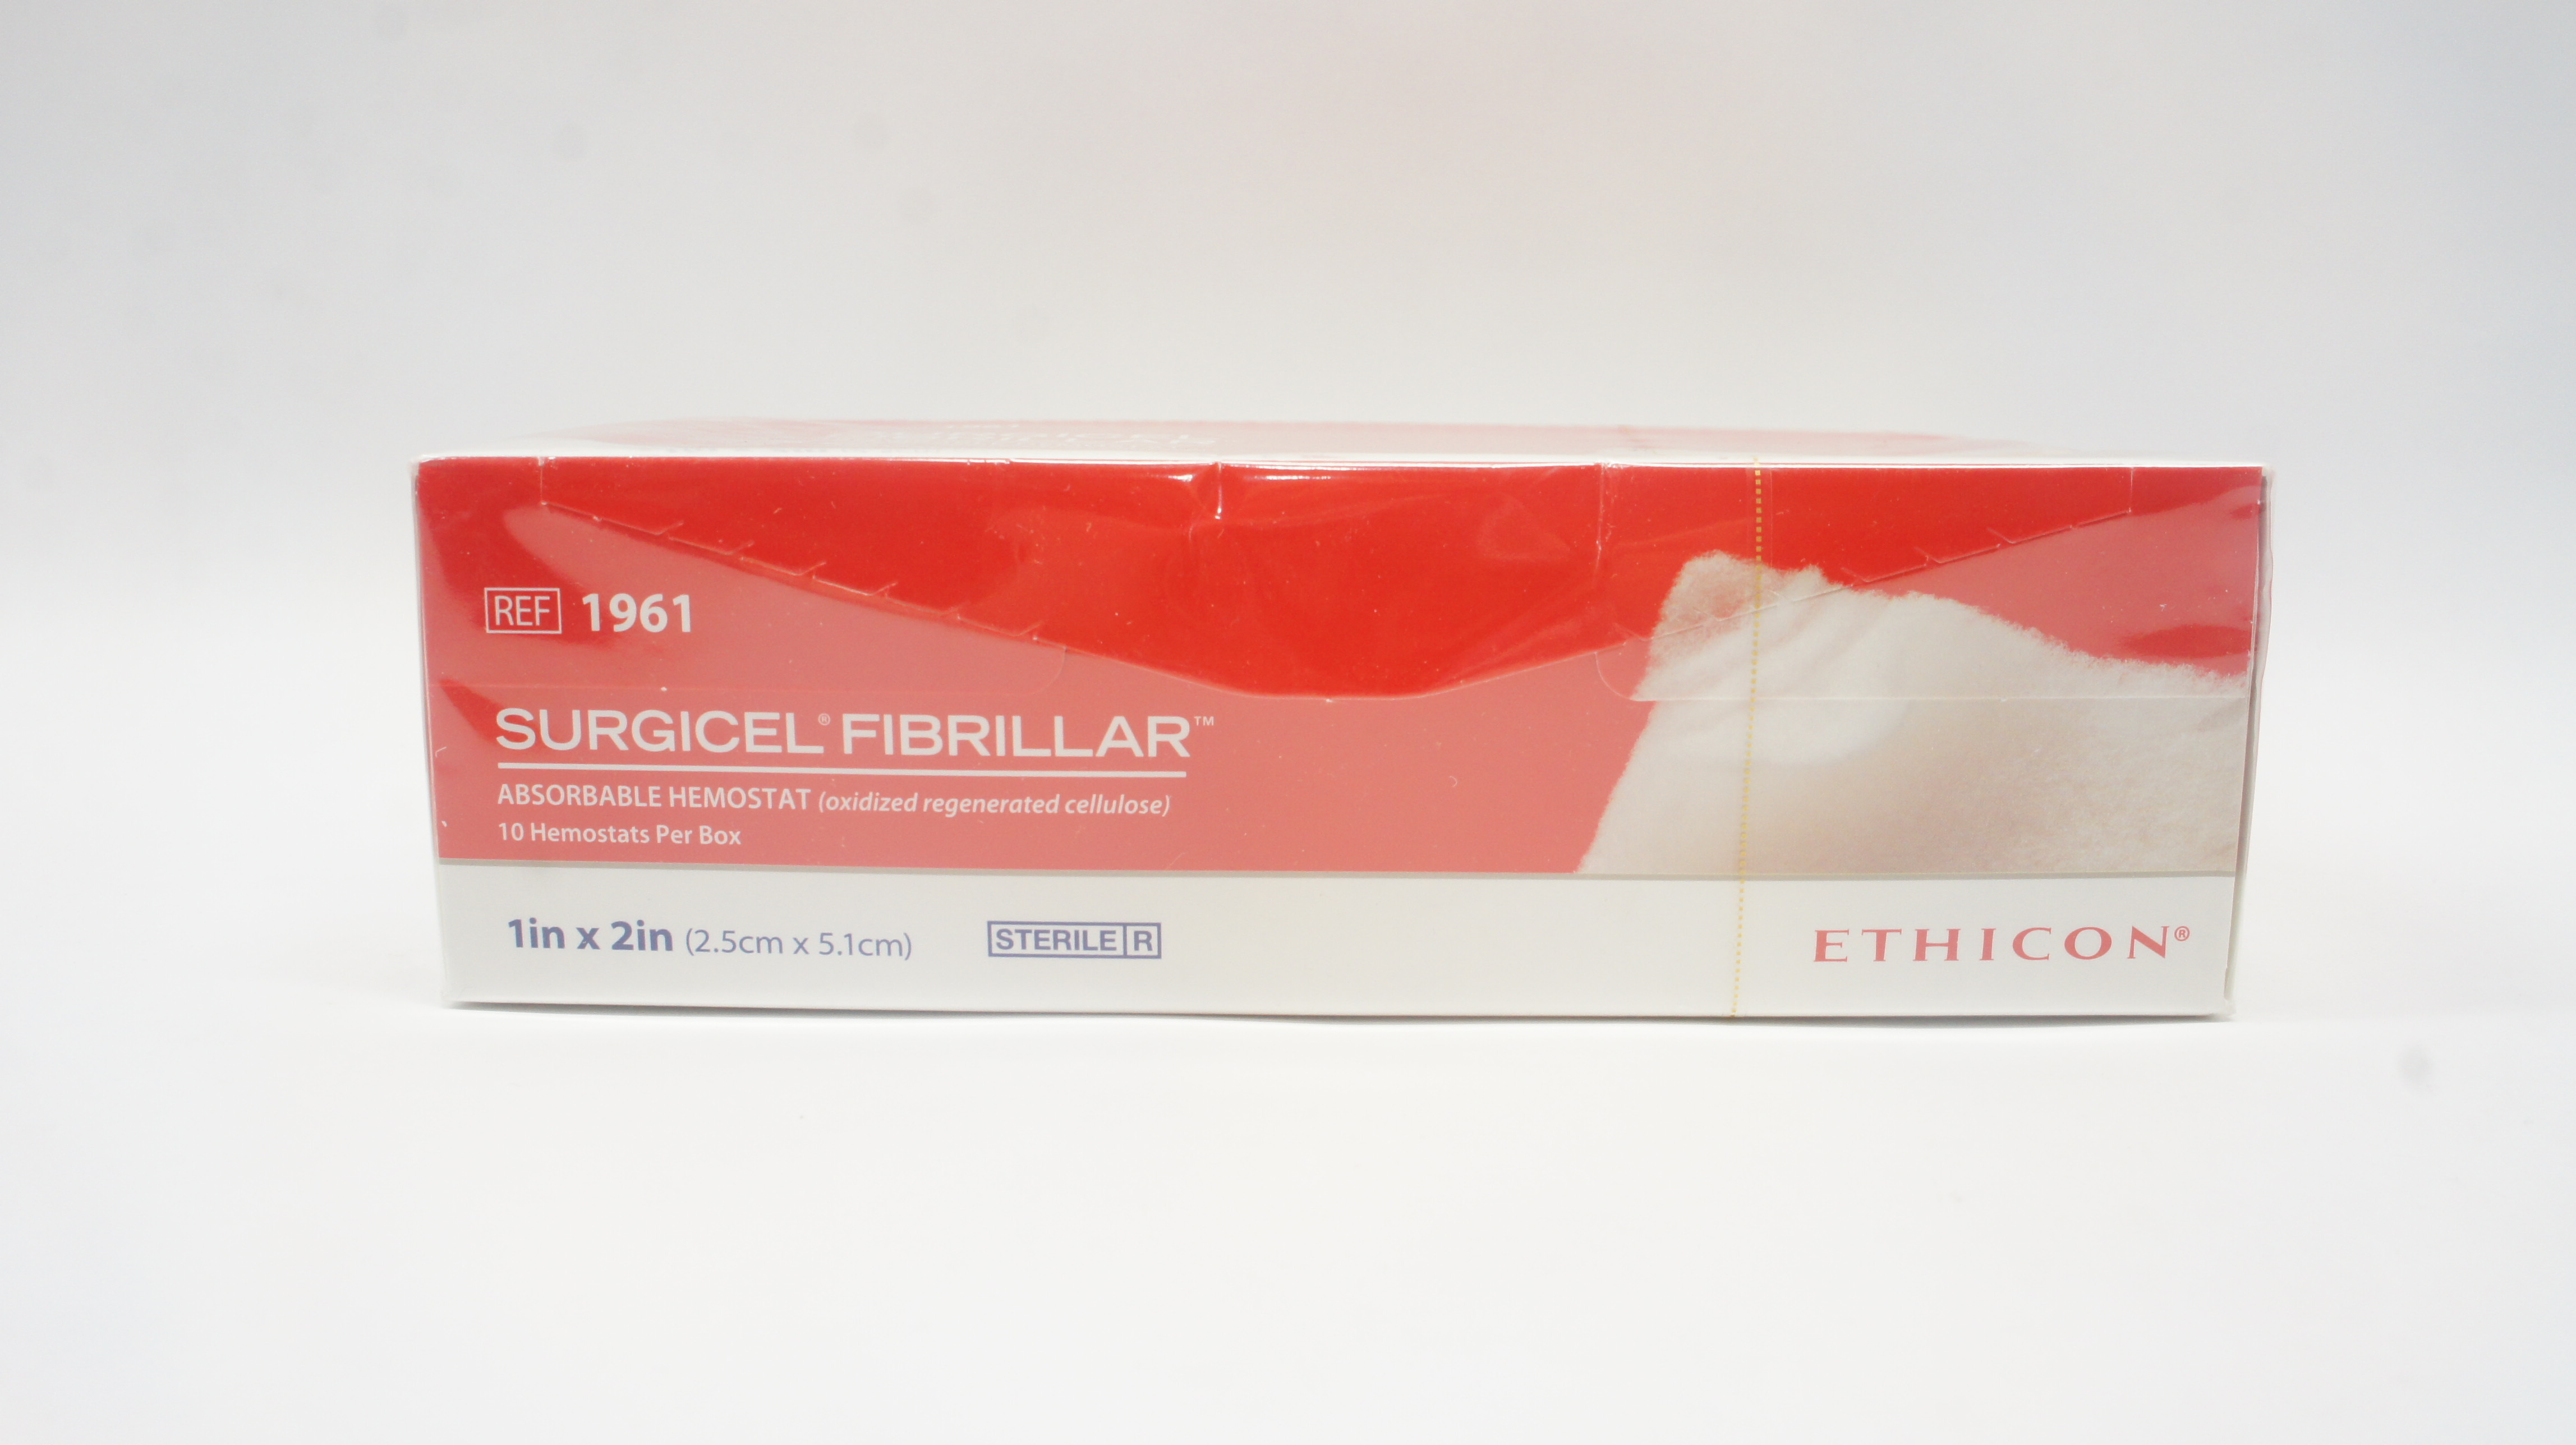 REF 1961
SURGICEL® FIBRILLAR™
ABSORBABLE HEMOSTAT (oxidized regenerated cellulose)
10 Hemostats Per Box
1in x 2in (2.5cm x 5.1cm) STERILE R
ETHICON®